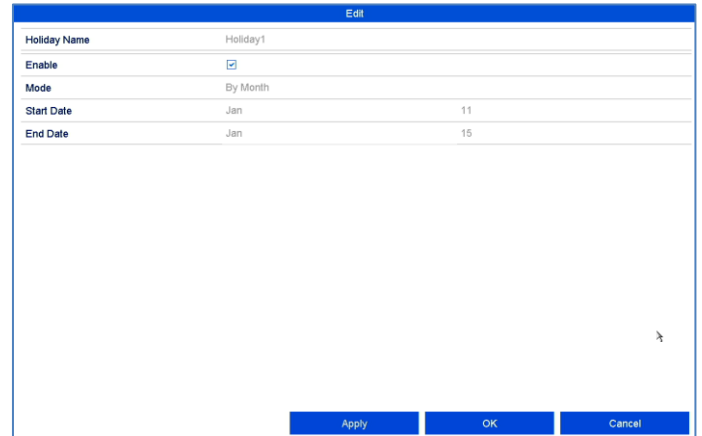 Edit
Holiday Name Holiday1
Enable
Mode By Month
Start Date Jan 11
End Date Jan 15
Apply OK Cancel